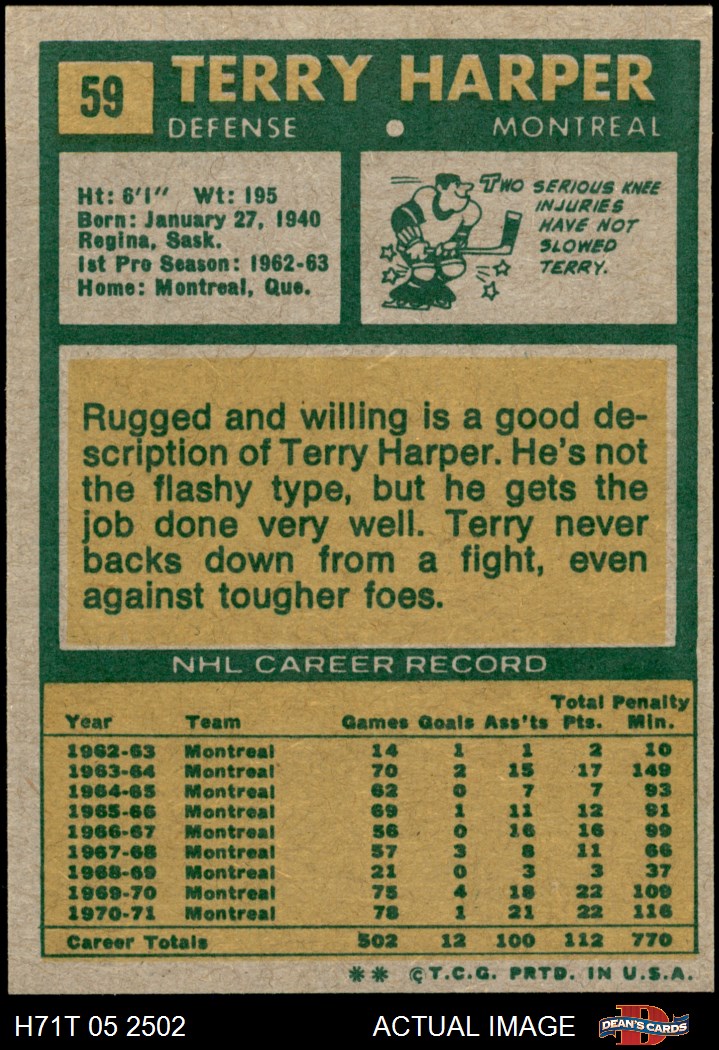 59
TERRY HARPER
DEFENSE • MONTREAL
Ht: 6'1" Wt: 195
Born: January 27, 1940
Regina, Sask.
1st Pro Season: 1962-63
Home: Montreal, Que.
TWO SERIOUS KNEE
INJURIES
HAVE NOT
SLOWED
TERRY.
Rugged and willing is a good de-
scription of Terry Harper. He's not
the flashy type, but he gets the
job done very well. Terry never
backs down from a fight, even
against tougher foes.
NHL CAREER RECORD
Year Team Games Goals Ass'ts Total Pts. Penalty Min.
1962-63 Montreal 14 1 1 2 10
1963-64 Montreal 70 2 15 17 149
1964-65 Montreal 62 0 7 7 93
1965-66 Montreal 69 1 11 12 91
1966-67 Montreal 56 0 16 16 99
1967-68 Montreal 57 3 8 11 66
1968-69 Montreal 21 0 3 3 37
1969-70 Montreal 75 4 18 22 109
1970-71 Montreal 78 1 21 22 116
Career Totals 502 12 100 112 770
** © T.C.G. PRTD. IN U.S.A.
H71T 05 2502 ACTUAL IMAGE
D
DEAN'S CARDS